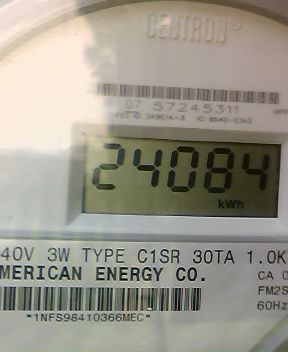 CENTRON®
07 57245311
24084
kWh
40V 3W TYPE C1SR 30TA 1.0K
MERICAN ENERGY CO.
CA 0
FM2S
60Hz
*1NFS98410366MEC*